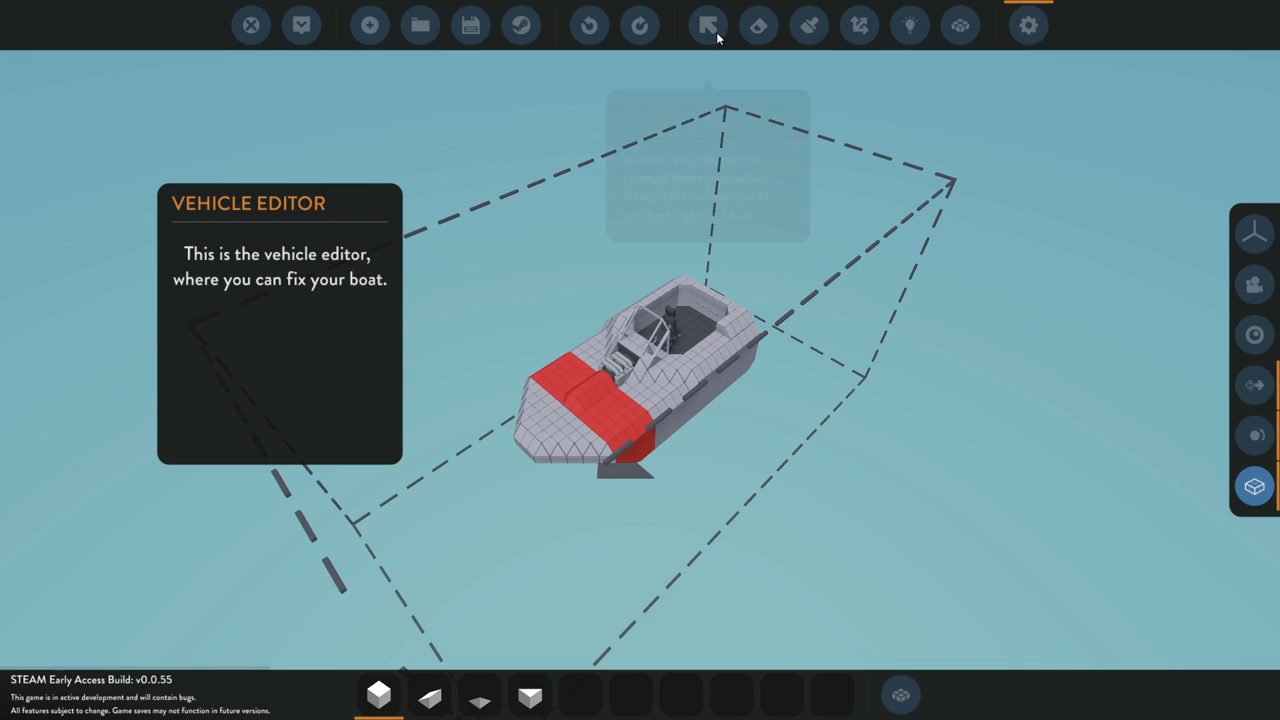 VEHICLE EDITOR
This is the vehicle editor,
where you can fix your boat.
STEAM Early Access Build: v0.0.55
This game is in active development and will contain bugs.
All features subject to change. Game saves may not function in future versions.